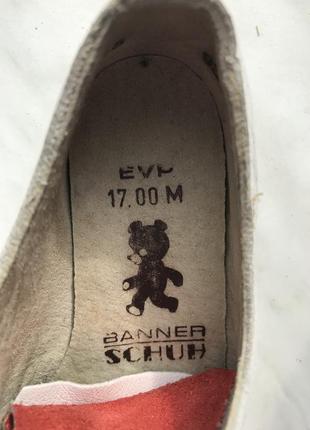 EVP
17.00 M
BANNER
SCHUH